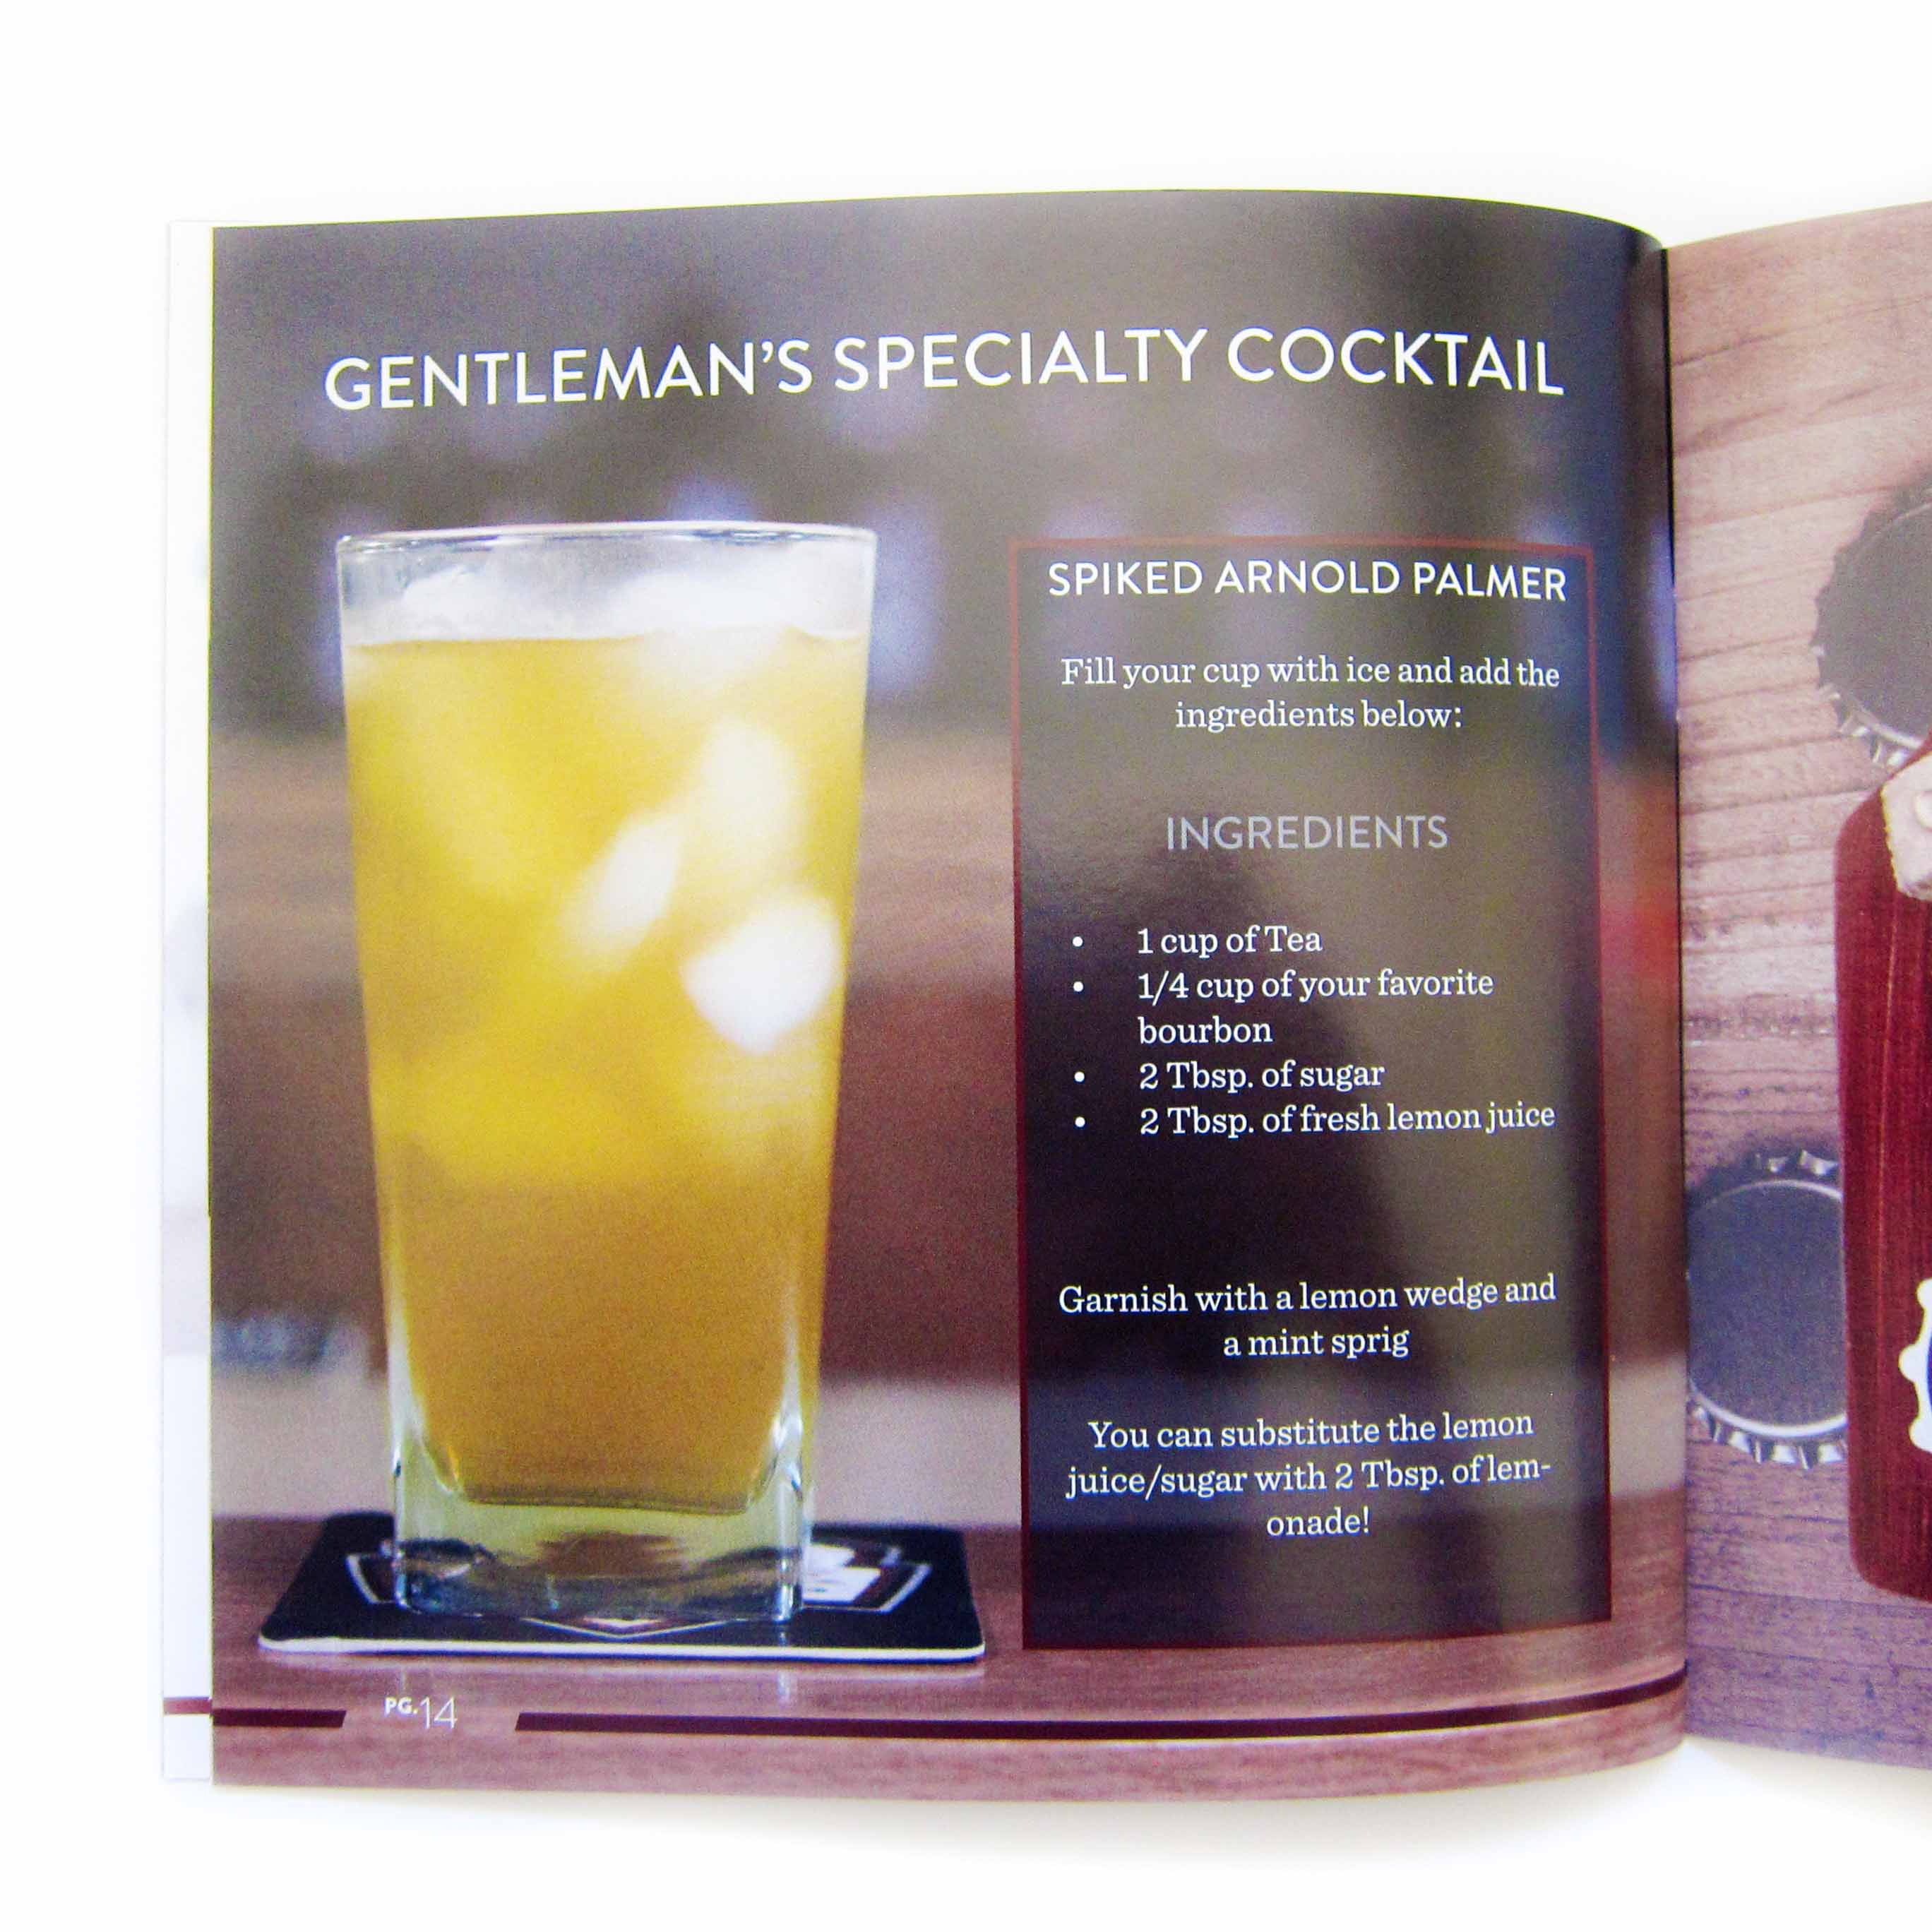 GENTLEMAN'S SPECIALTY COCKTAIL
SPIKED ARNOLD PALMER
Fill your cup with ice and add the
ingredients below:
INGREDIENTS
• 1 cup of Tea
• 1/4 cup of your favorite
bourbon
• 2 Tbsp. of sugar
• 2 Tbsp. of fresh lemon juice
Garnish with a lemon wedge and
a mint sprig
You can substitute the lemon
juice/sugar with 2 Tbsp. of lem-
onade!
PG.14